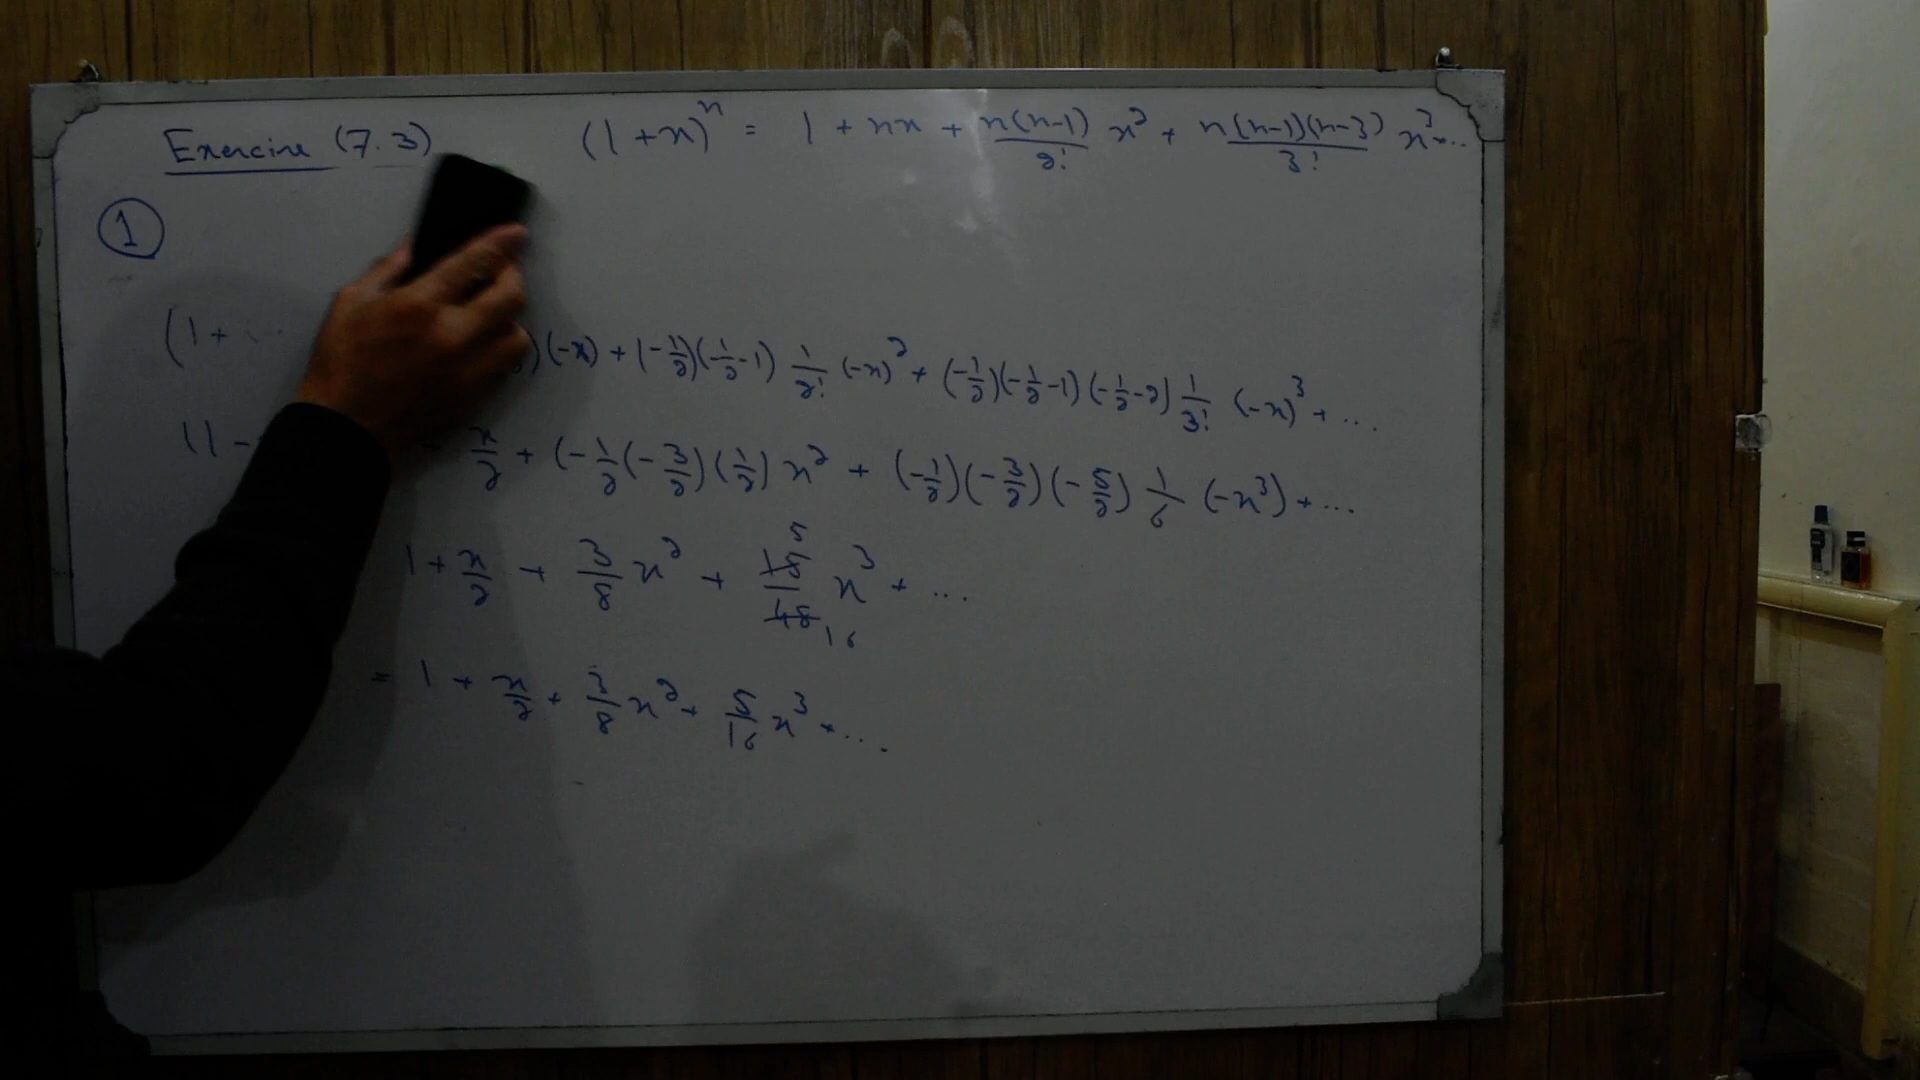 Exercise (7.3)
(1+x)^n = 1 + nx + n(n-1)/2! x^2 + n(n-1)(n-3)/3! x^3 + ...
1
(1+ )(-x) + (-1/2)(-1/2-1) 1/2! (-x)^2 + (-1/2)(-1/2-1)(-1/2-2) 1/3! (-x)^3 + ...
(1- + x/2 + (-1/2(-3/2)(1/2) x^2 + (-1/2)(-3/2)(-5/2) 1/6 (-x^3) + ...
1 + x/2 + 3/8 x^2 + 15/48 5/16 x^3 + ...
= 1 + x/2 + 3/8 x^2 + 5/16 x^3 + ...